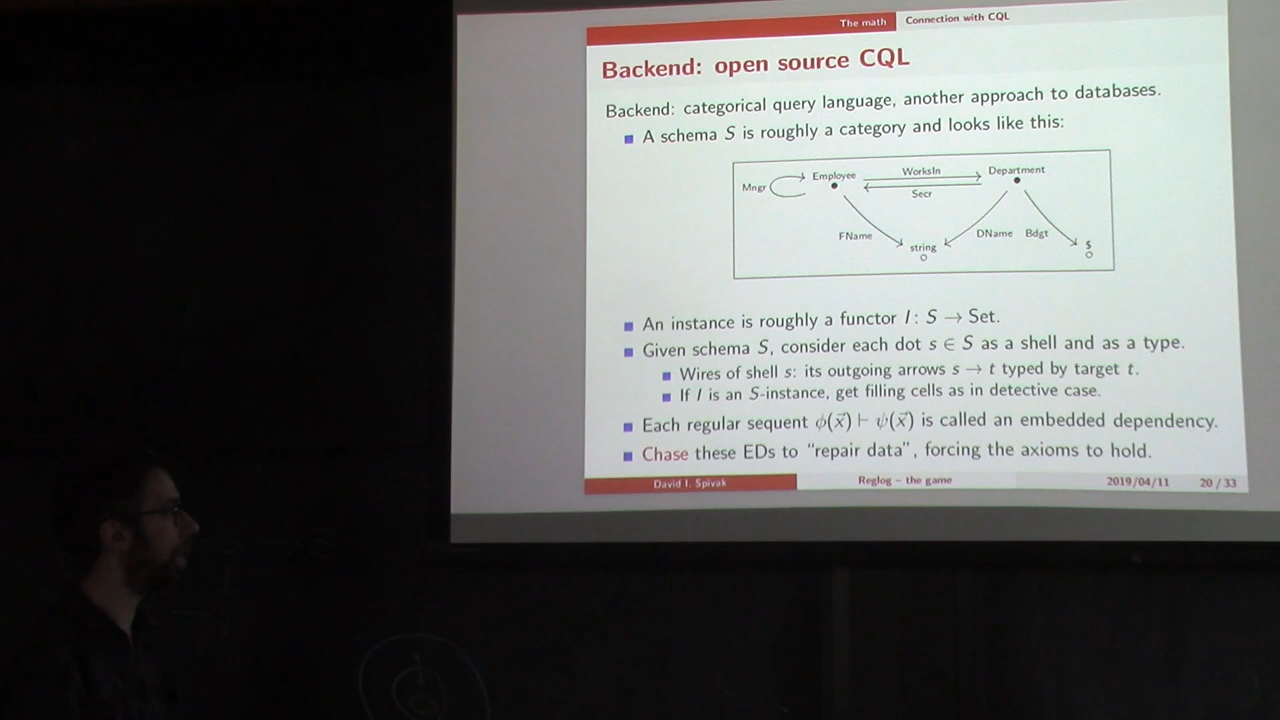 The math
Connection with CQL
Backend: open source CQL
Backend: categorical query language, another approach to databases.
A schema S is roughly a category and looks like this:
Mngr
Employee
WorksIn
Department
Secr
FName
string
DName
Bdgt
$
An instance is roughly a functor I: S → Set.
Given schema S, consider each dot s ∈ S as a shell and as a type.
Wires of shell s: its outgoing arrows s → t typed by target t.
If I is an S-instance, get filling cells as in detective case.
Each regular sequent ϕ(x⃗) ⊢ ψ(x⃗) is called an embedded dependency.
Chase these EDs to “repair data”, forcing the axioms to hold.
David I. Spivak
Reglog – the game
2019/04/11
20 / 33